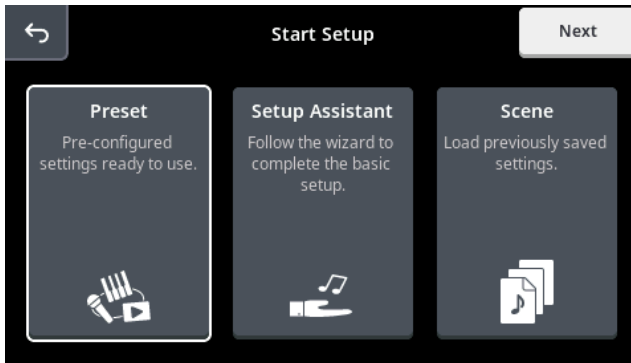 Start Setup
Next
Preset
Pre-configured
settings ready to use.
Setup Assistant
Follow the wizard to
complete the basic
setup.
Scene
Load previously saved
settings.